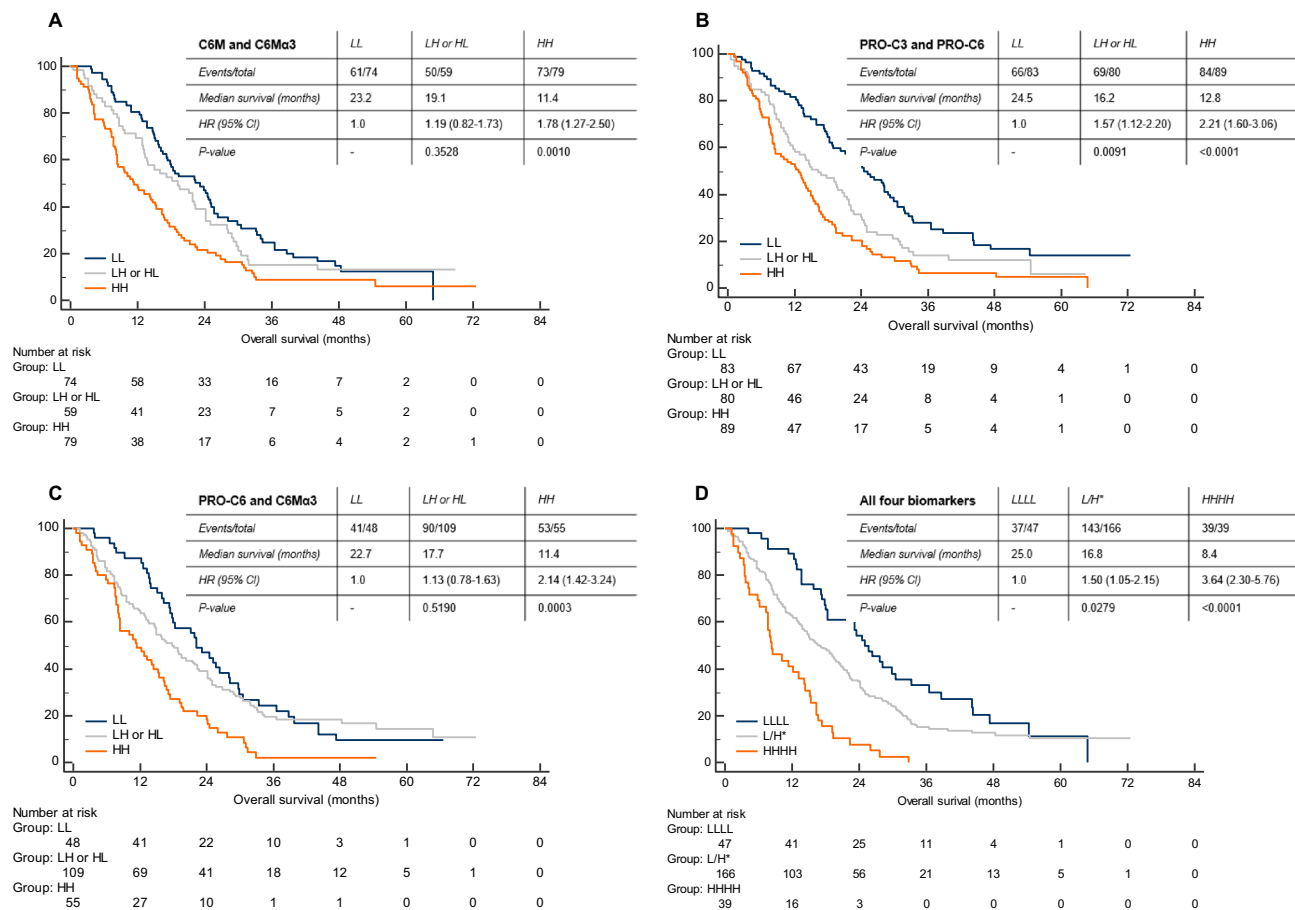 A
C6M and C6Mα3 LL LH or HL HH
Events/total 61/74 50/59 73/79
Median survival (months) 23.2 19.1 11.4
HR (95% CI) 1.0 1.19 (0.82-1.73) 1.78 (1.27-2.50)
P-value - 0.3528 0.0010
100
80
60
40
20
0
LL
LH or HL
HH
0 12 24 36 48 60 72 84
Overall survival (months)
Number at risk
Group: LL
74 58 33 16 7 2 0 0
Group: LH or HL
59 41 23 7 5 2 0 0
Group: HH
79 38 17 6 4 2 1 0
B
PRO-C3 and PRO-C6 LL LH or HL HH
Events/total 66/83 69/80 84/89
Median survival (months) 24.5 16.2 12.8
HR (95% CI) 1.0 1.57 (1.12-2.20) 2.21 (1.60-3.06)
P-value - 0.0091 <0.0001
100
80
60
40
20
0
LL
LH or HL
HH
0 12 24 36 48 60 72 84
Overall survival (months)
Number at risk
Group: LL
83 67 43 19 9 4 1 0
Group: LH or HL
80 46 24 8 4 1 0 0
Group: HH
89 47 17 5 4 1 0 0
C
PRO-C6 and C6Mα3 LL LH or HL HH
Events/total 41/48 90/109 53/55
Median survival (months) 22.7 17.7 11.4
HR (95% CI) 1.0 1.13 (0.78-1.63) 2.14 (1.42-3.24)
P-value - 0.5190 0.0003
100
80
60
40
20
0
LL
LH or HL
HH
0 12 24 36 48 60 72 84
Overall survival (months)
Number at risk
Group: LL
48 41 22 10 3 1 0 0
Group: LH or HL
109 69 41 18 12 5 1 0
Group: HH
55 27 10 1 1 0 0 0
D
All four biomarkers LLLL L/H* HHHH
Events/total 37/47 143/166 39/39
Median survival (months) 25.0 16.8 8.4
HR (95% CI) 1.0 1.50 (1.05-2.15) 3.64 (2.30-5.76)
P-value - 0.0279 <0.0001
100
80
60
40
20
0
LLLL
L/H*
HHHH
0 12 24 36 48 60 72 84
Overall survival (months)
Number at risk
Group: LLLL
47 41 25 11 4 1 0 0
Group: L/H*
166 103 56 21 13 5 1 0
Group: HHHH
39 16 3 0 0 0 0 0